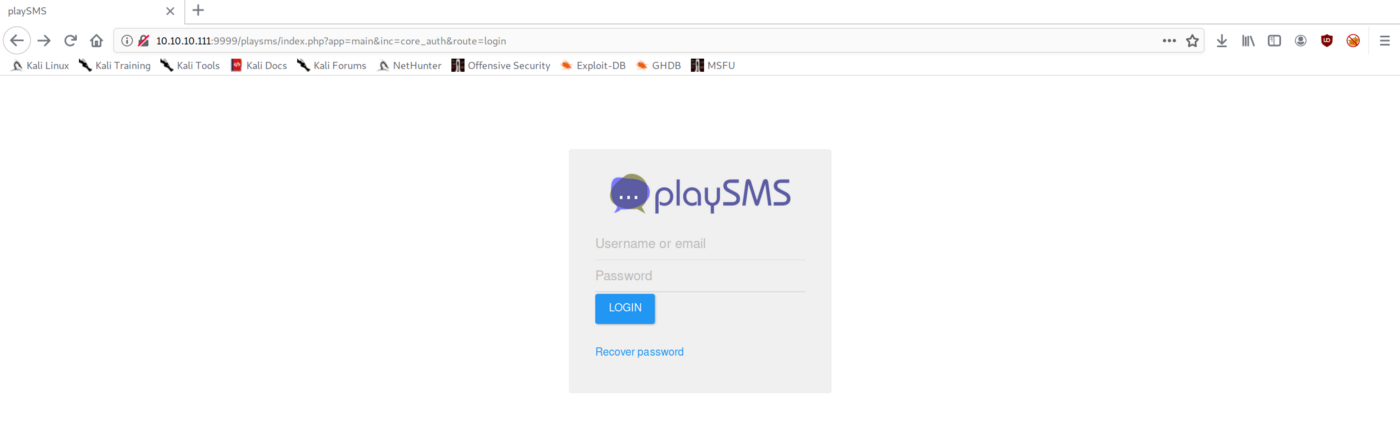 playSMS
10.10.10.111:9999/playsms/index.php?app=main&inc=core_auth&route=login
Kali Linux Kali Training Kali Tools Kali Docs Kali Forums NetHunter Offensive Security Exploit-DB GHDB MSFU
playSMS
Username or email
Password
LOGIN
Recover password